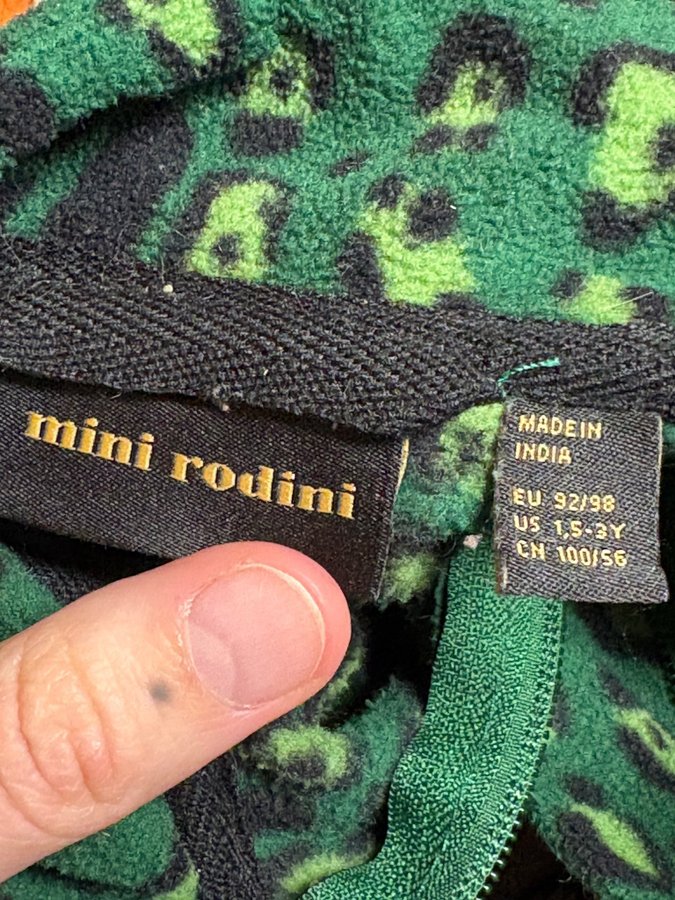 mini rodini
MADE IN
INDIA
EU 92/98
US 1,5-3Y
CN 100/56